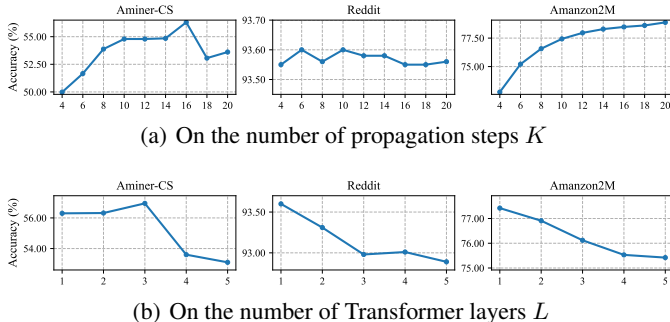 Aminer-CS Reddit Amanzon2M
Accuracy (%)
55.00 93.70 77.50
52.50 93.60 75.00
50.00 93.50
4 6 8 10 12 14 16 18 20 4 6 8 10 12 14 16 18 20 4 6 8 10 12 14 16 18 20
(a) On the number of propagation steps K
Aminer-CS Reddit Amanzon2M
Accuracy (%)
56.00 93.50 77.00
54.00 93.00 76.00
75.00
1 2 3 4 5 1 2 3 4 5 1 2 3 4 5
(b) On the number of Transformer layers L